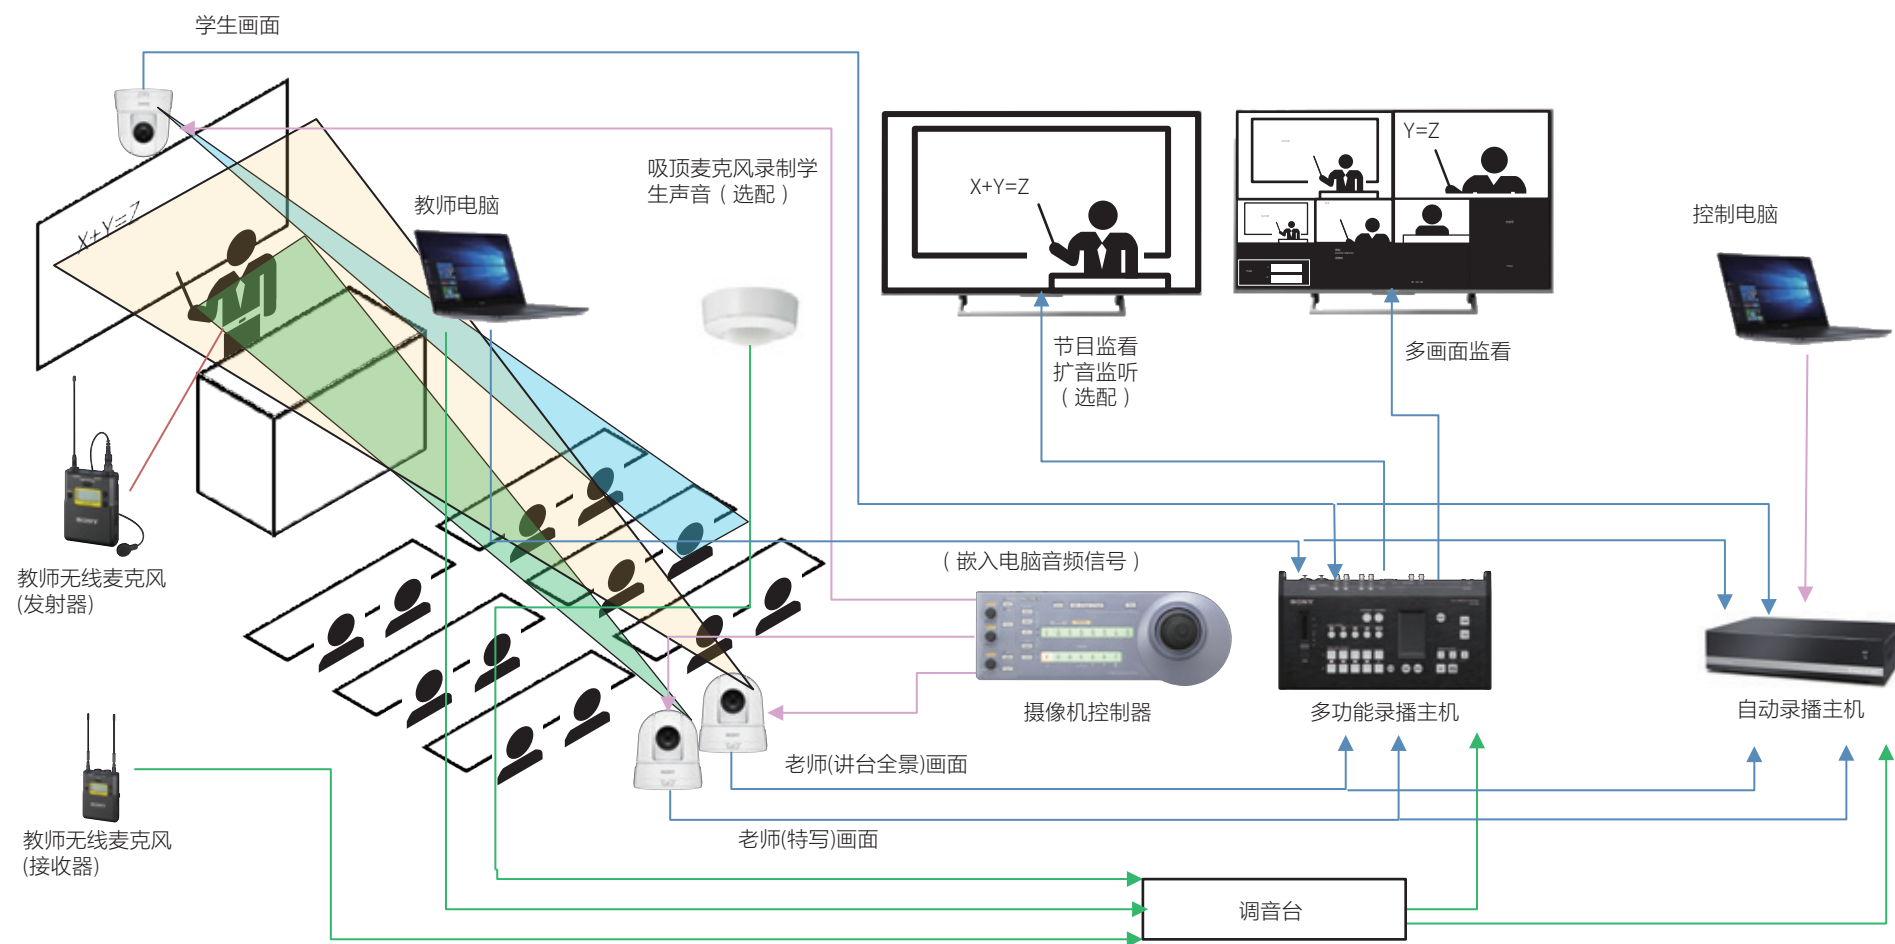 学生画面
吸顶麦克风录制学
生声音（选配）
教师电脑
X+Y=Z
X+Y=Z
Y=Z
控制电脑
节目监看
扩音监听
（选配）
多画面监看
教师无线麦克风
(发射器)
（嵌入电脑音频信号）
SONY
SONY
摄像机控制器
多功能录播主机
自动录播主机
老师(讲台全景)画面
老师(特写)画面
教师无线麦克风
(接收器)
调音台